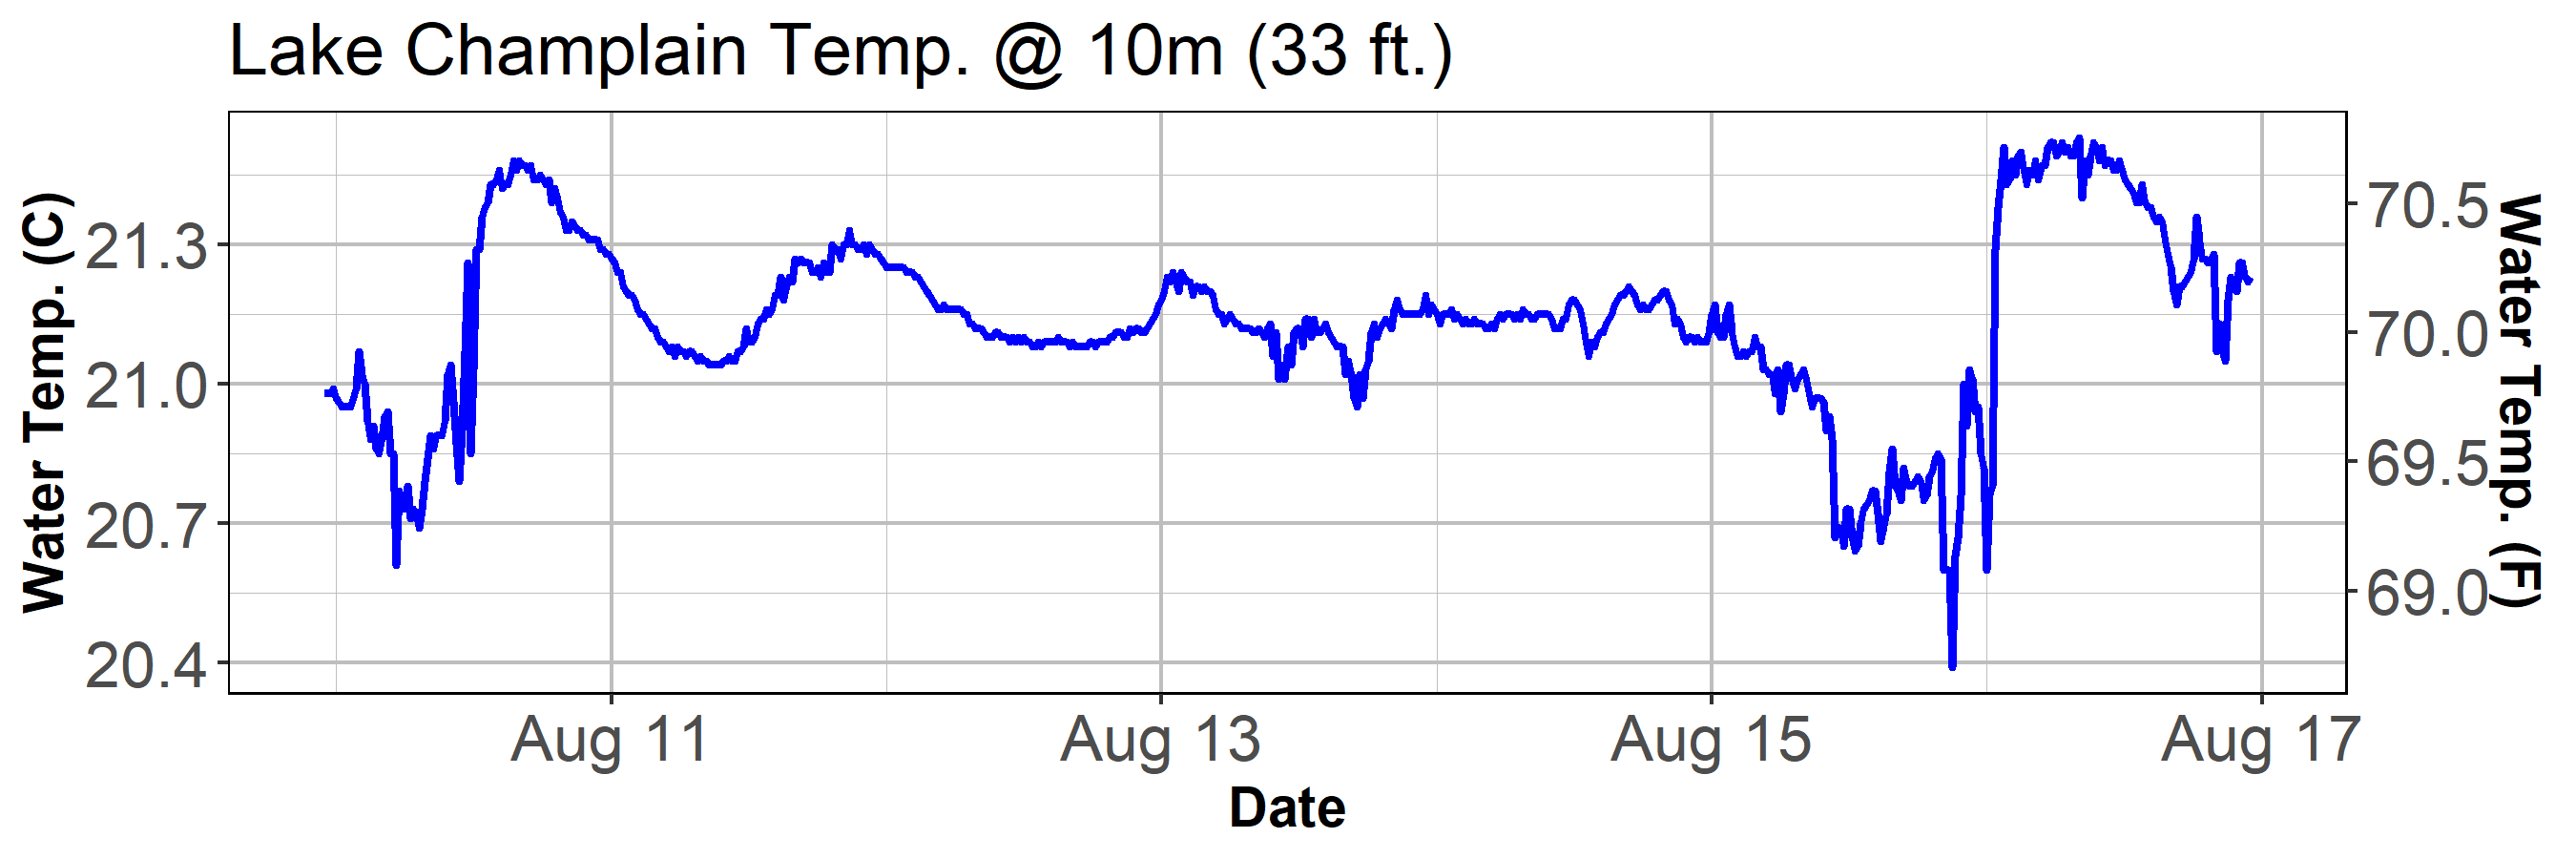 Lake Champlain Temp. @ 10m (33 ft.)
Water Temp. (C)
21.3
21.0
20.7
20.4
70.5
70.0
69.5
69.0
Water Temp. (F)
Aug 11 Aug 13 Aug 15 Aug 17
Date